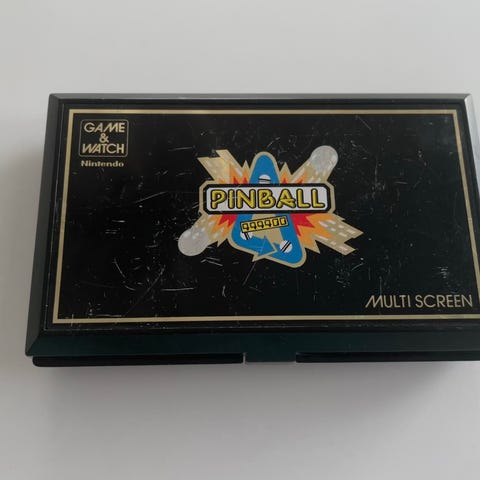 GAME
&
WATCH
Nintendo
PINBALL
MULTI SCREEN